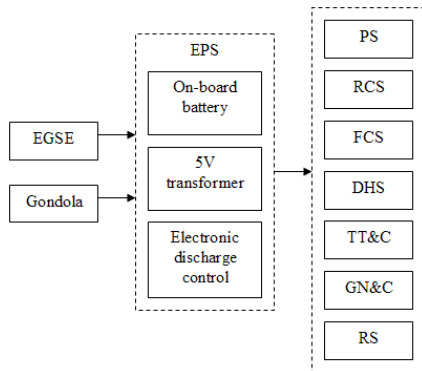 EGSE
Gondola
EPS
On-board
battery
5V
transformer
Electronic
discharge
control
PS
RCS
FCS
DHS
TT&C
GN&C
RS